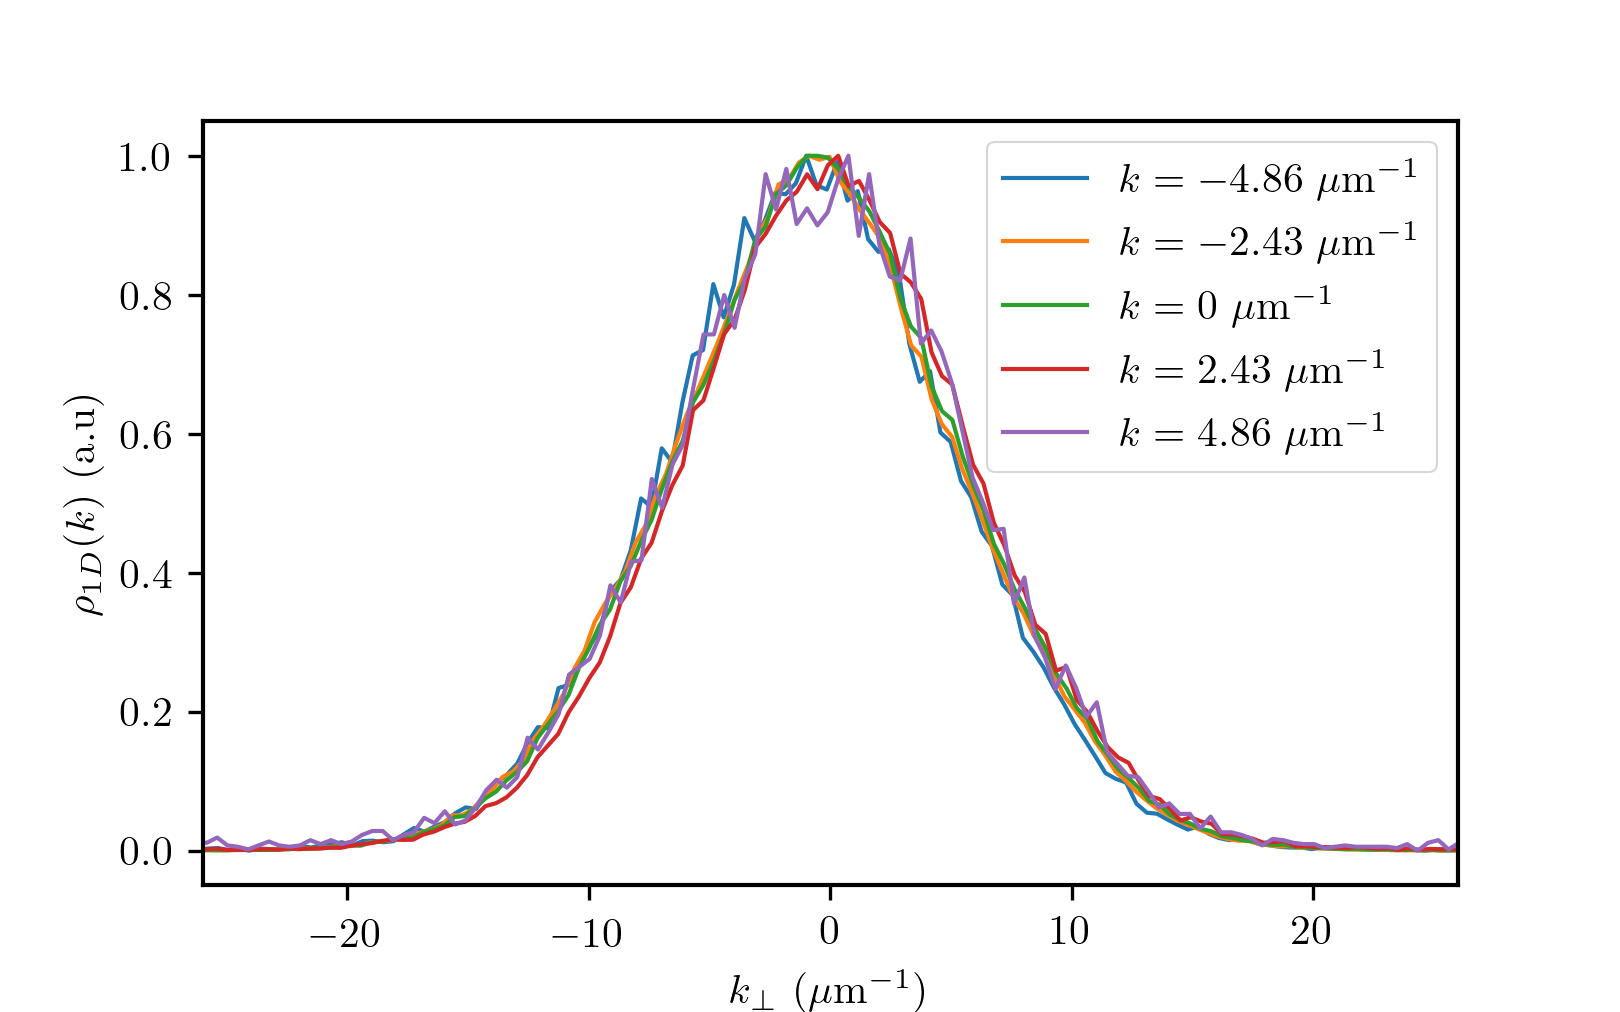 1.0
0.8
0.6
0.4
0.2
0.0
ρ₁D(k) (a.u)
k = −4.86 μm⁻¹
k = −2.43 μm⁻¹
k = 0 μm⁻¹
k = 2.43 μm⁻¹
k = 4.86 μm⁻¹
−20 −10 0 10 20
k⊥ (μm⁻¹)